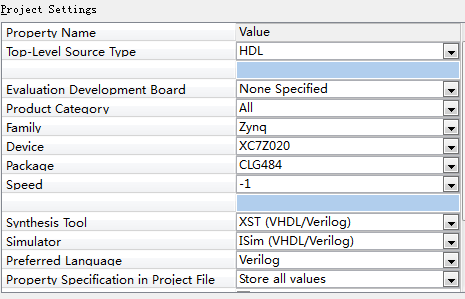 Project Settings
Property Name Value
Top-Level Source Type HDL
Evaluation Development Board None Specified
Product Category All
Family Zynq
Device XC7Z020
Package CLG484
Speed -1
Synthesis Tool XST (VHDL/Verilog)
Simulator ISim (VHDL/Verilog)
Preferred Language Verilog
Property Specification in Project File Store all values